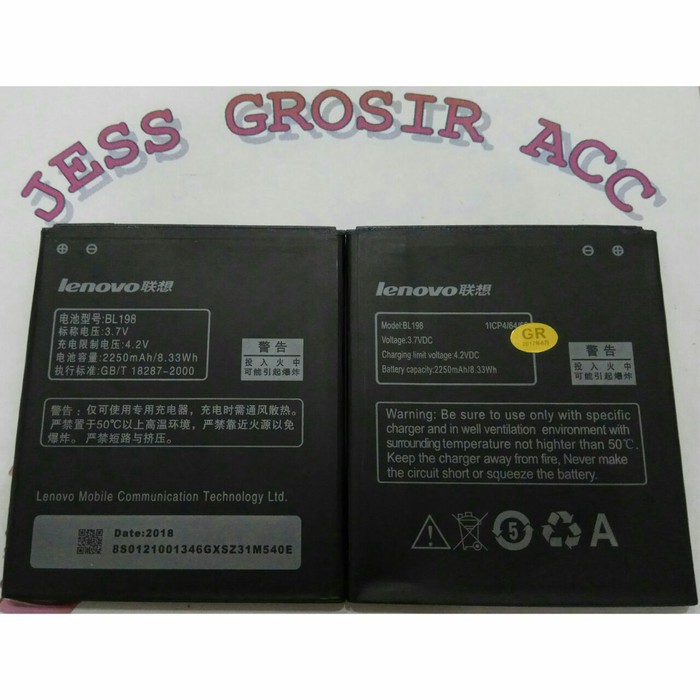 JESS GROSIR ACC
lenovo联想
电池型号:BL198
标称电压:3.7V
充电限制电压:4.2V
电池容量:2250mAh/8.33Wh
执行标准:GB/T 18287-2000
警告
投入火中
可能引起爆炸
警告：仅可使用专用充电器，充电时需通风散热。
严禁置于50℃以上高温环境，严禁靠近火源以免
爆炸。严禁短路与挤压。
Lenovo Mobile Communication Technology Ltd.
Date:2018
8S0121001346GXSZ31M540E
lenovo联想
Model:BL198
1ICP4/64/
Voltage:3.7VDC
Charging limit voltage:4.2VDC
Battery capacity:2250mAh/8.33Wh
GR
警告
投入火中
可能引起爆炸
Warning: Be sure to use only with specific
charger and in well ventilation environment with
surrounding temperature not highter than 50℃.
Keep the charger away from fire, Never make
the circuit short or squeeze the battery.
5
A